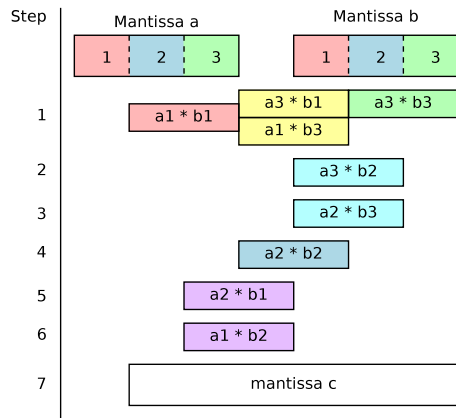 Step Mantissa a Mantissa b
1 2 3 1 2 3
a3 * b1 a3 * b3
1 a1 * b1
a1 * b3
2 a3 * b2
3 a2 * b3
4 a2 * b2
5 a2 * b1
6 a1 * b2
7 mantissa c